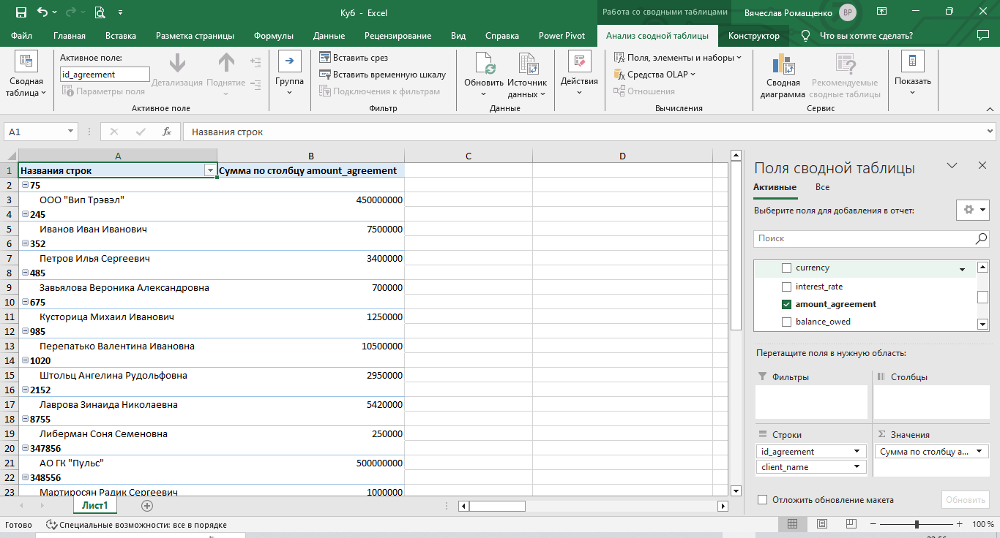 Куб - Excel
Работа со сводными таблицами
Вячеслав Ромащенко
ВР
Файл Главная Вставка Разметка страницы Формулы Данные Рецензирование Вид Справка Power Pivot Анализ сводной таблицы Конструктор Что вы хотите сделать?
Сводная таблица
Активное поле:
id_agreement
Параметры поля
Детализация
Поднятие
Активное поле
Группа
Вставить срез
Вставить временную шкалу
Подключения к фильтрам
Фильтр
Обновить
Источник данных
Данные
Действия
Поля, элементы и наборы
Средства OLAP
Отношения
Вычисления
Сводная диаграмма
Рекомендуемые сводные таблицы
Сервис
Показать
A1
fx
Названия строк
A B C D
1 Названия строк Сумма по столбцу amount_agreement
2 75
3 ООО "Вип Трэвэл" 450000000
4 245
5 Иванов Иван Иванович 7500000
6 352
7 Петров Илья Сергеевич 3400000
8 485
9 Завьялова Вероника Александровна 700000
10 675
11 Кусторица Михаил Иванович 1250000
12 985
13 Перепатько Валентина Ивановна 10500000
14 1020
15 Штольц Ангелина Рудольфовна 2950000
16 2152
17 Лаврова Зинаида Николаевна 5420000
18 8755
19 Либерман Соня Семеновна 250000
20 347856
21 АО ГК "Пульс" 500000000
22 348556
23 Мартиросян Радик Сергеевич 1000000
Поля сводной таблицы
Активные Все
Выберите поля для добавления в отчет:
Поиск
currency
interest_rate
amount_agreement
balance_owed
Перетащите поля в нужную область:
Фильтры
Столбцы
Строки
id_agreement
client_name
Значения
Сумма по столбцу a...
Отложить обновление макета
Обновить
Лист1
Готово
Специальные возможности: все в порядке
100 %